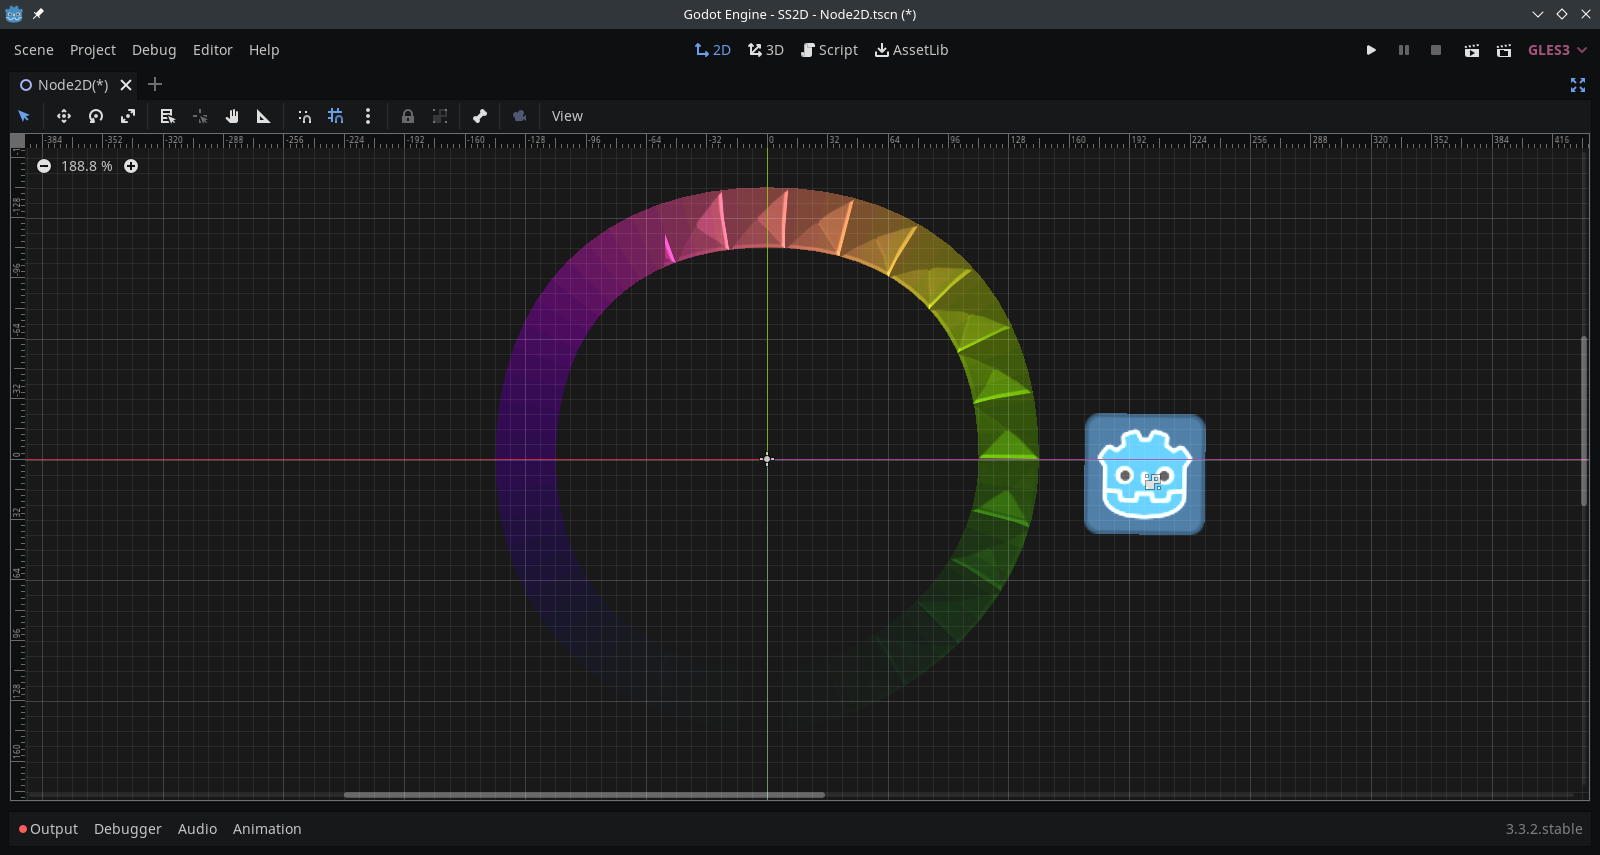 Godot Engine - SS2D - Node2D.tscn (*)
Scene Project Debug Editor Help 2D 3D Script AssetLib GLES3
Node2D(*)
View
-384 -352 -320 -288 -256 -224 -192 -160 -128 -96 -64 -32 0 32 64 96 128 160 192 224 256 288 320 352 384 416
188.8 %
-128
-96
-64
-32
0
32
64
96
128
160
Output Debugger Audio Animation 3.3.2.stable